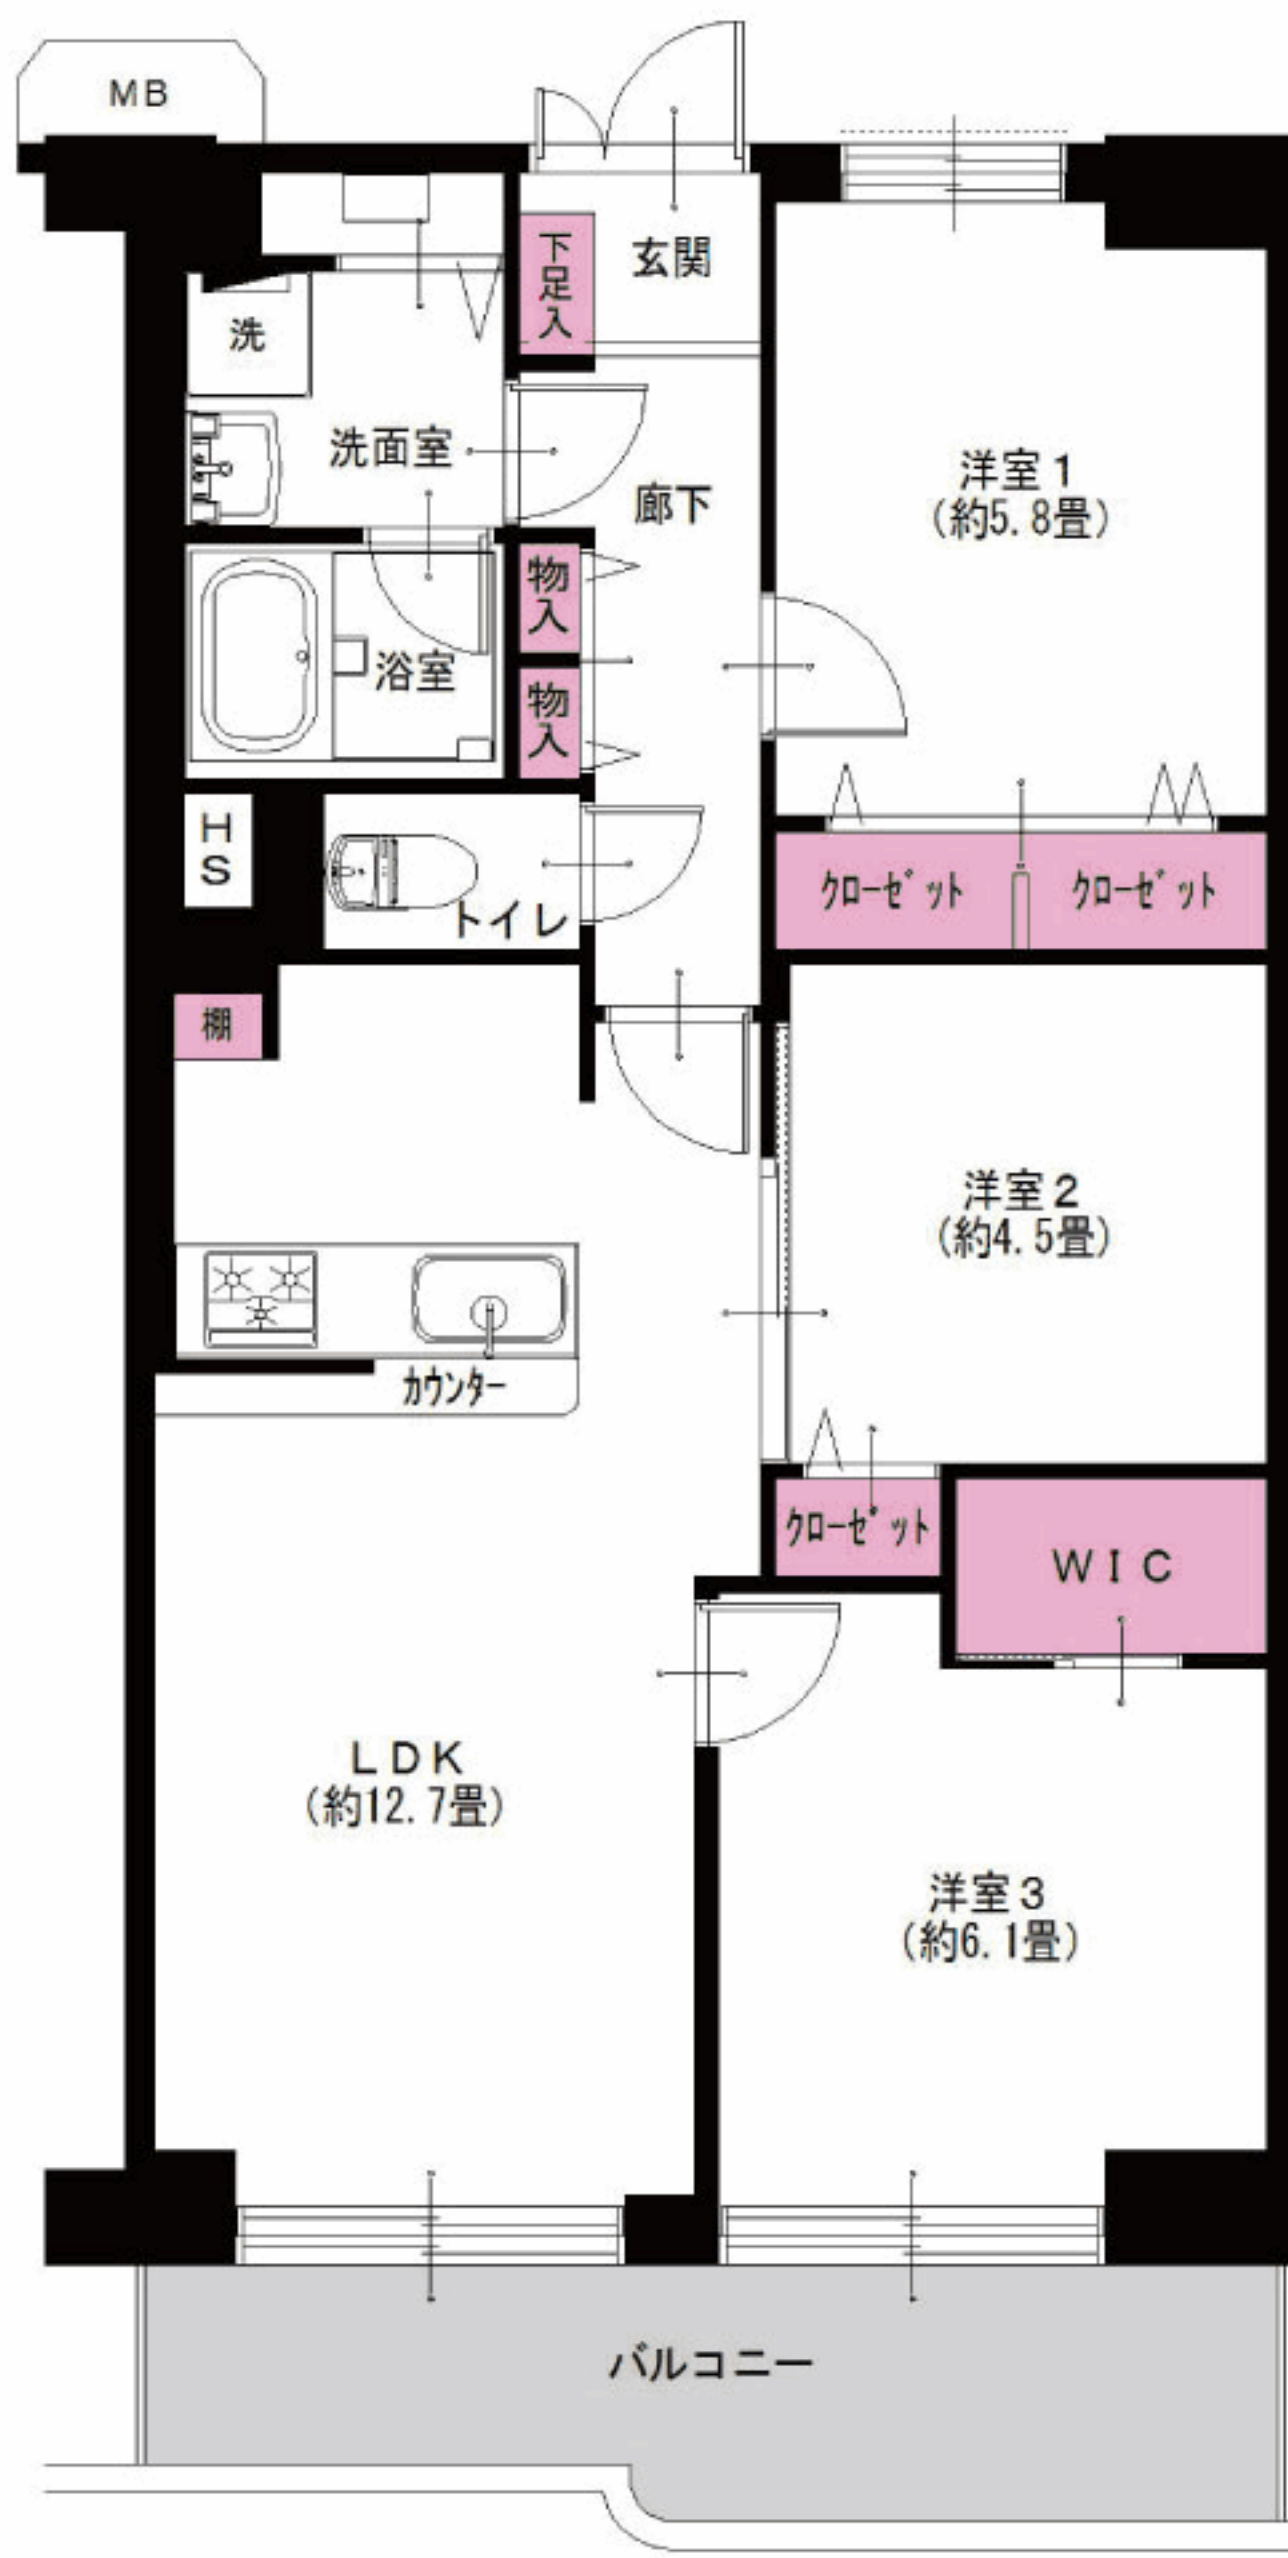 ＭＢ
下足入
玄関
洗
洗面室
廊下
洋室１
(約5.8畳)
物入
浴室
物入
ＨＳ
トイレ
クローゼット
クローゼット
棚
洋室２
(約4.5畳)
カウンター
クローゼット
ＷＩＣ
ＬＤＫ
(約12.7畳)
洋室３
(約6.1畳)
バルコニー